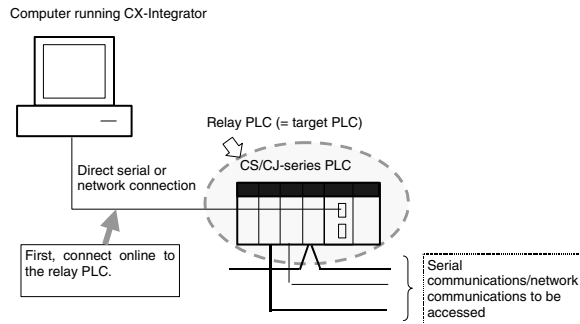 Computer running CX-Integrator
Relay PLC (= target PLC)
CS/CJ-series PLC
Direct serial or
network connection
First, connect online to
the relay PLC.
Serial
communications/network
communications to be
accessed